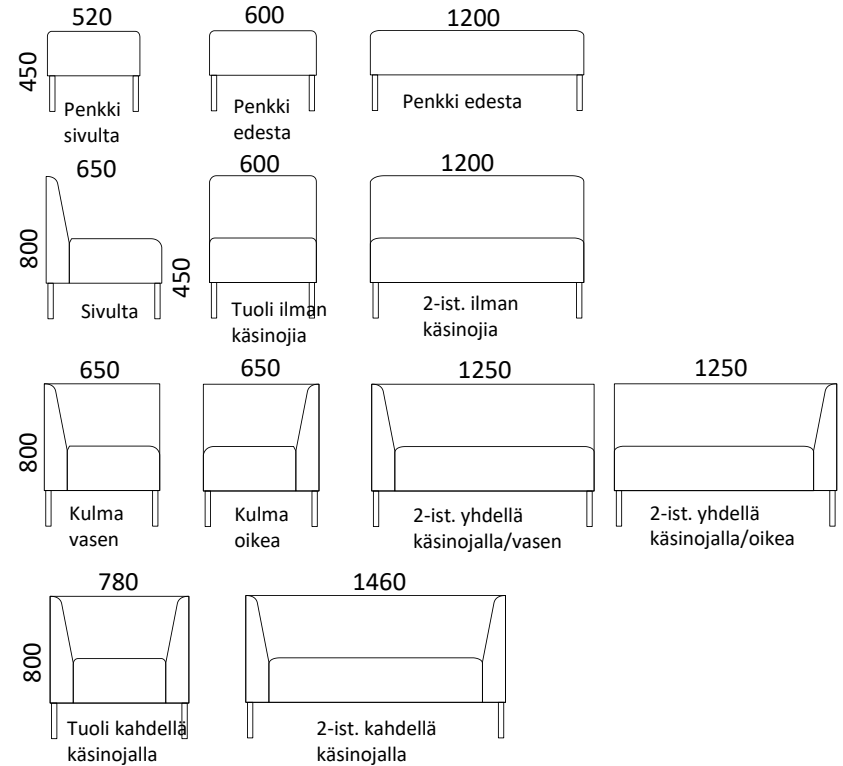 520
600
1200
450
Penkki
sivulta
Penkki
edesta
Penkki edesta
650
600
1200
800
450
Sivulta
Tuoli ilman
käsinojia
2-ist. ilman
käsinojia
650
650
1250
1250
800
Kulma
vasen
Kulma
oikea
2-ist. yhdellä
käsinojalla/vasen
2-ist. yhdellä
käsinojalla/oikea
780
1460
800
Tuoli kahdellä
käsinojalla
2-ist. kahdellä
käsinojalla